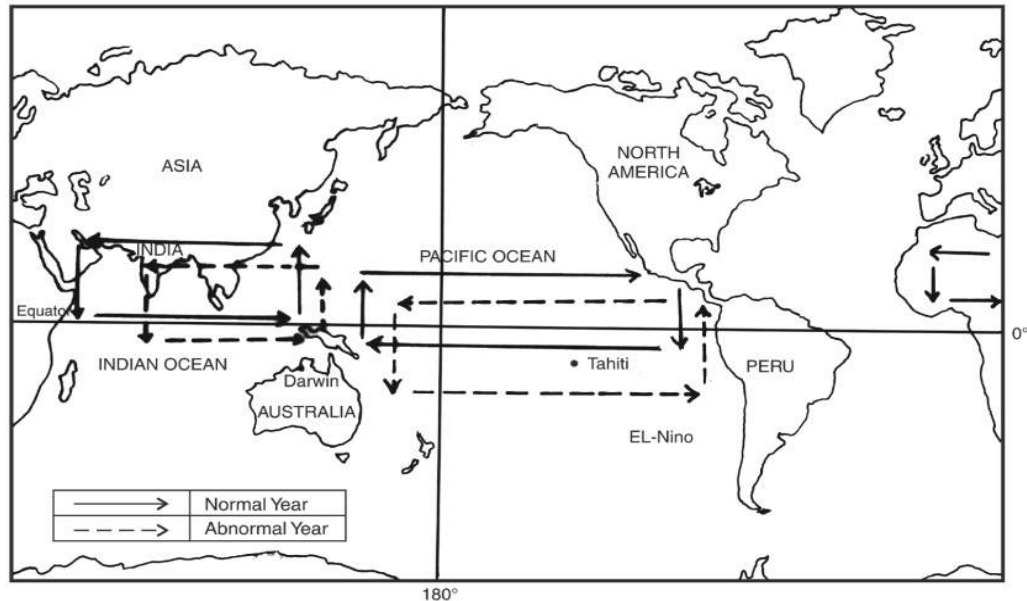 ASIA
NORTH
AMERICA
INDIA
PACIFIC OCEAN
Equator
0°
INDIAN OCEAN
Tahiti
PERU
Darwin
AUSTRALIA
EL-Nino
Normal Year
Abnormal Year
180°